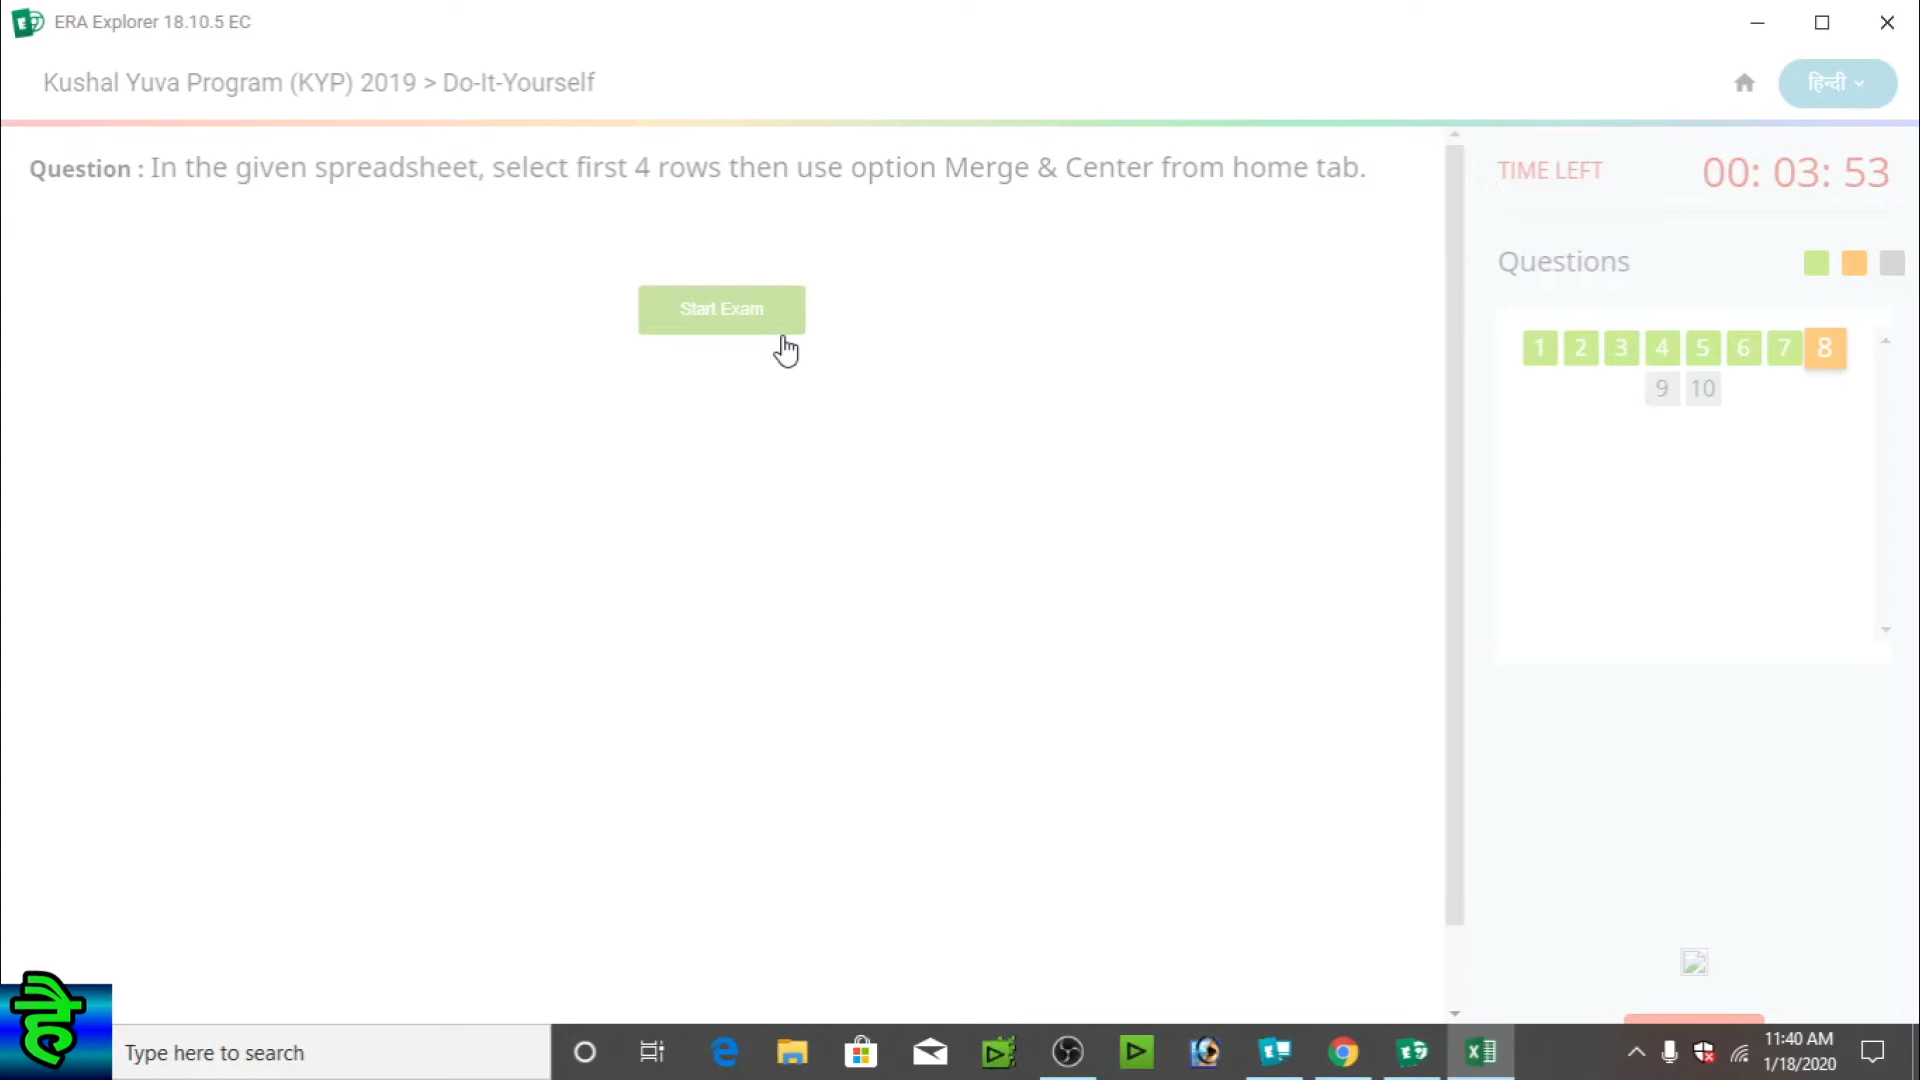 ERA Explorer 18.10.5 EC
Kushal Yuva Program (KYP) 2019 > Do-It-Yourself
हिन्दी
Question : In the given spreadsheet, select first 4 rows then use option Merge & Center from home tab.
TIME LEFT 00: 03: 53
Start Exam
Questions
1 2 3 4 5 6 7 8
9 10
है
Type here to search
11:40 AM
1/18/2020